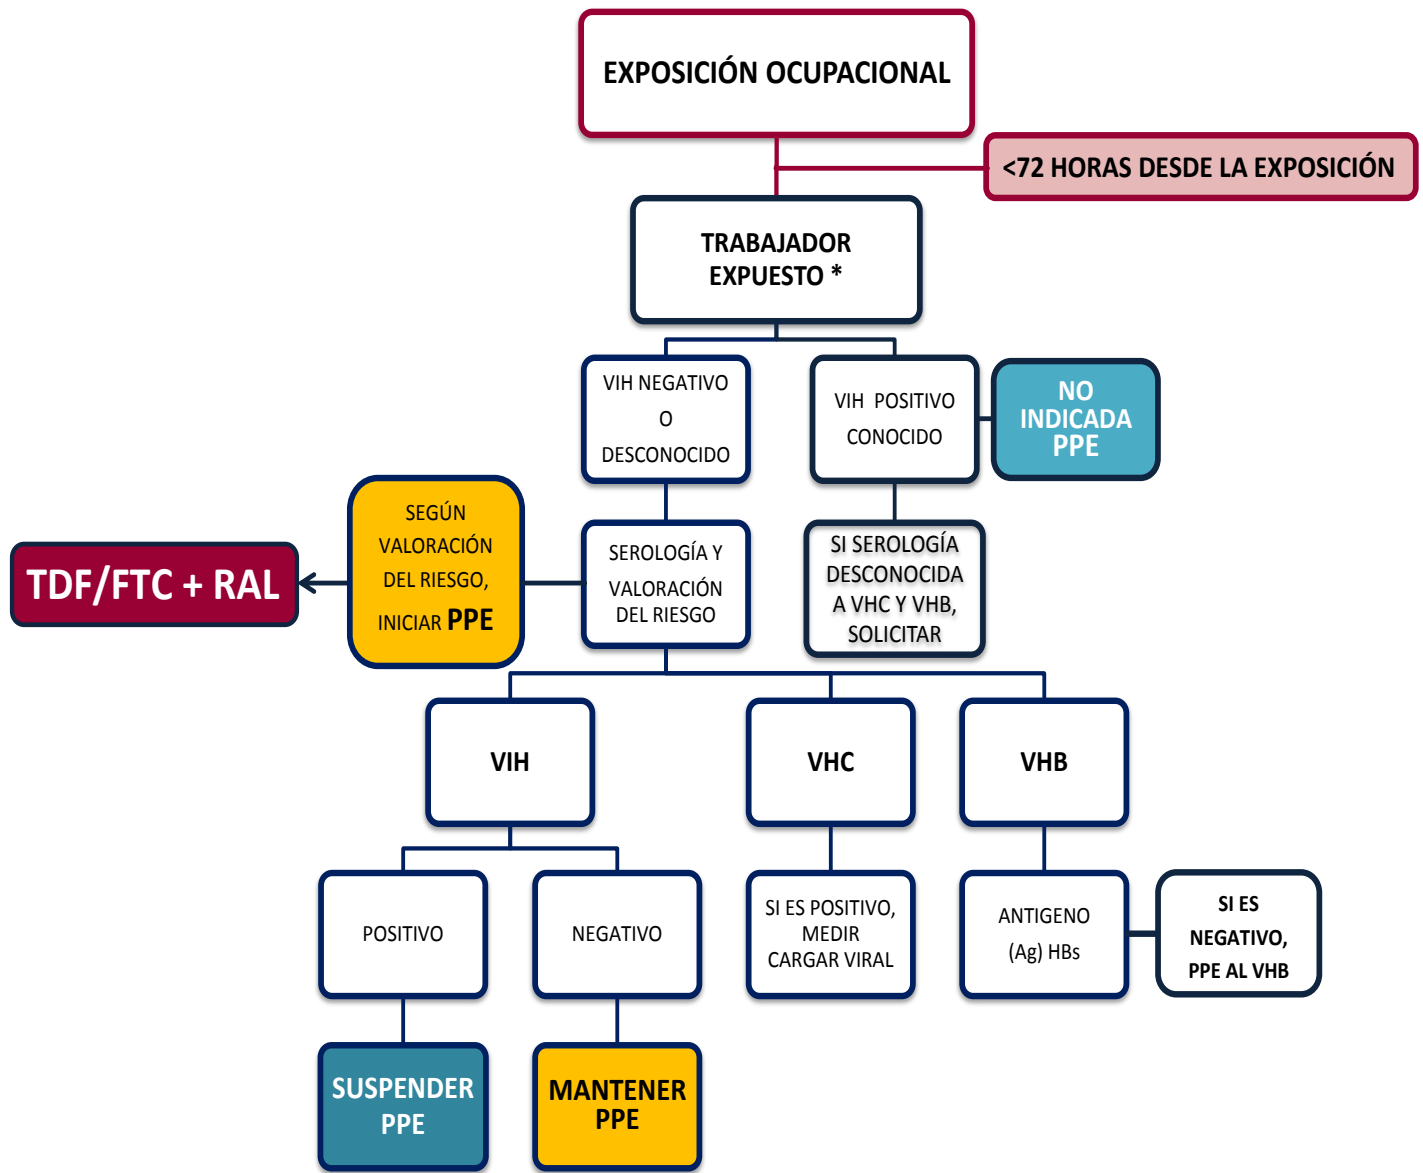 EXPOSICIÓN OCUPACIONAL
<72 HORAS DESDE LA EXPOSICIÓN
TRABAJADOR
EXPUESTO *
VIH NEGATIVO
O
DESCONOCIDO
VIH POSITIVO
CONOCIDO
NO
INDICADA
PPE
SEGÚN
VALORACIÓN
DEL RIESGO,
INICIAR PPE
TDF/FTC + RAL
SEROLOGÍA Y
VALORACIÓN
DEL RIESGO
SI SEROLOGÍA
DESCONOCIDA
A VHC Y VHB,
SOLICITAR
VIH
VHC
VHB
POSITIVO
NEGATIVO
SI ES POSITIVO,
MEDIR
CARGAR VIRAL
ANTIGENO
(Ag) HBs
SI ES
NEGATIVO,
PPE AL VHB
SUSPENDER
PPE
MANTENER
PPE